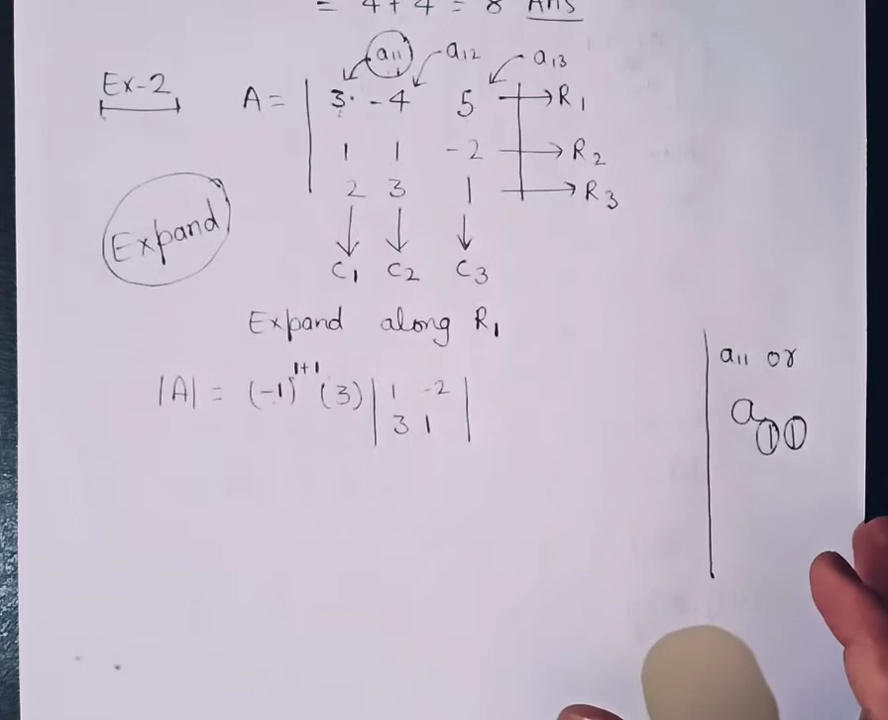 = 4 + 4 = 8 Ans
a11 a12 a13
Ex-2 A = | 3 -4 5 | → R1
1 1 -2 → R2
2 3 1 → R3
Expand
C1 C2 C3
Expand along R1
|A| = (-1)^1+1 (3) | 1 -2 |
3 1
a11 or
a11